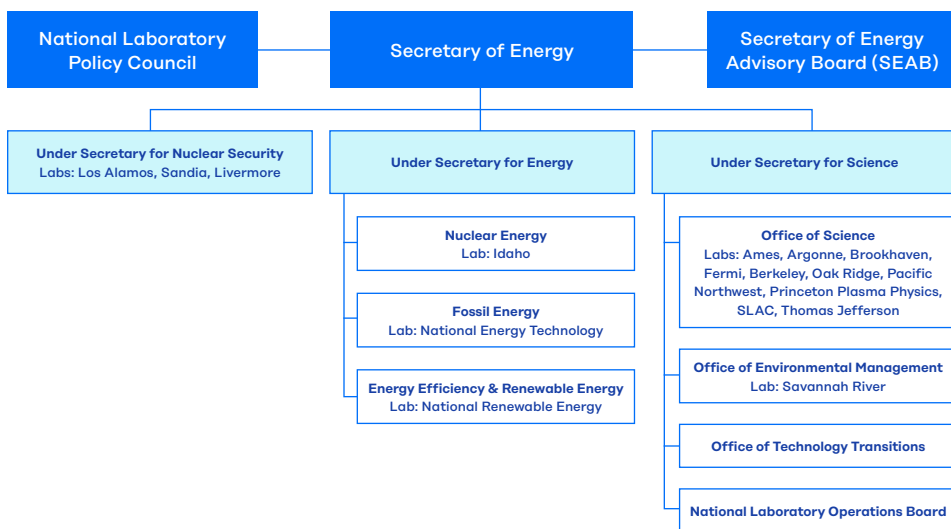 National Laboratory
Policy Council
Secretary of Energy
Secretary of Energy
Advisory Board (SEAB)
Under Secretary for Nuclear Security
Labs: Los Alamos, Sandia, Livermore
Under Secretary for Energy
Under Secretary for Science
Nuclear Energy
Lab: Idaho
Fossil Energy
Lab: National Energy Technology
Energy Efficiency & Renewable Energy
Lab: National Renewable Energy
Office of Science
Labs: Ames, Argonne, Brookhaven,
Fermi, Berkeley, Oak Ridge, Pacific
Northwest, Princeton Plasma Physics,
SLAC, Thomas Jefferson
Office of Environmental Management
Lab: Savannah River
Office of Technology Transitions
National Laboratory Operations Board